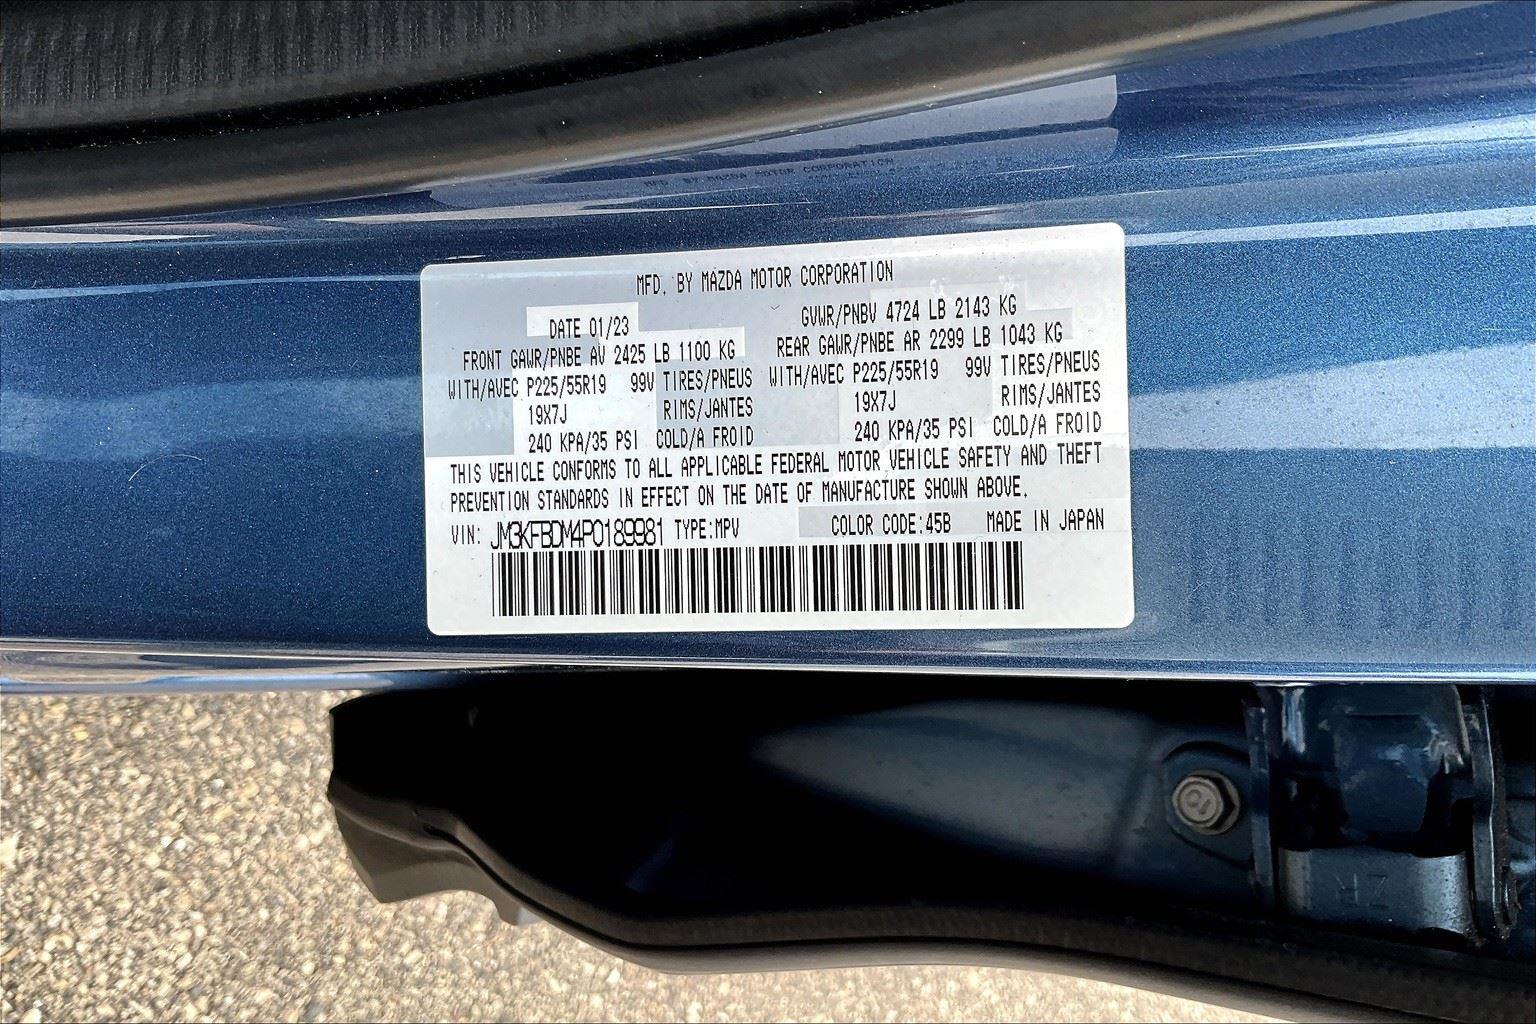 MFD. BY MAZDA MOTOR CORPORATION
DATE 01/23 GVWR/PNBV 4724 LB 2143 KG
FRONT GAWR/PNBE AV 2425 LB 1100 KG REAR GAWR/PNBE AR 2299 LB 1043 KG
WITH/AVEC P225/55R19 99V TIRES/PNEUS WITH/AVEC P225/55R19 99V TIRES/PNEUS
19X7J RIMS/JANTES 19X7J RIMS/JANTES
240 KPA/35 PSI COLD/A FROID 240 KPA/35 PSI COLD/A FROID
THIS VEHICLE CONFORMS TO ALL APPLICABLE FEDERAL MOTOR VEHICLE SAFETY AND THEFT
PREVENTION STANDARDS IN EFFECT ON THE DATE OF MANUFACTURE SHOWN ABOVE.
VIN: JM3KFBDM4P0189981 TYPE:MPV COLOR CODE:45B MADE IN JAPAN